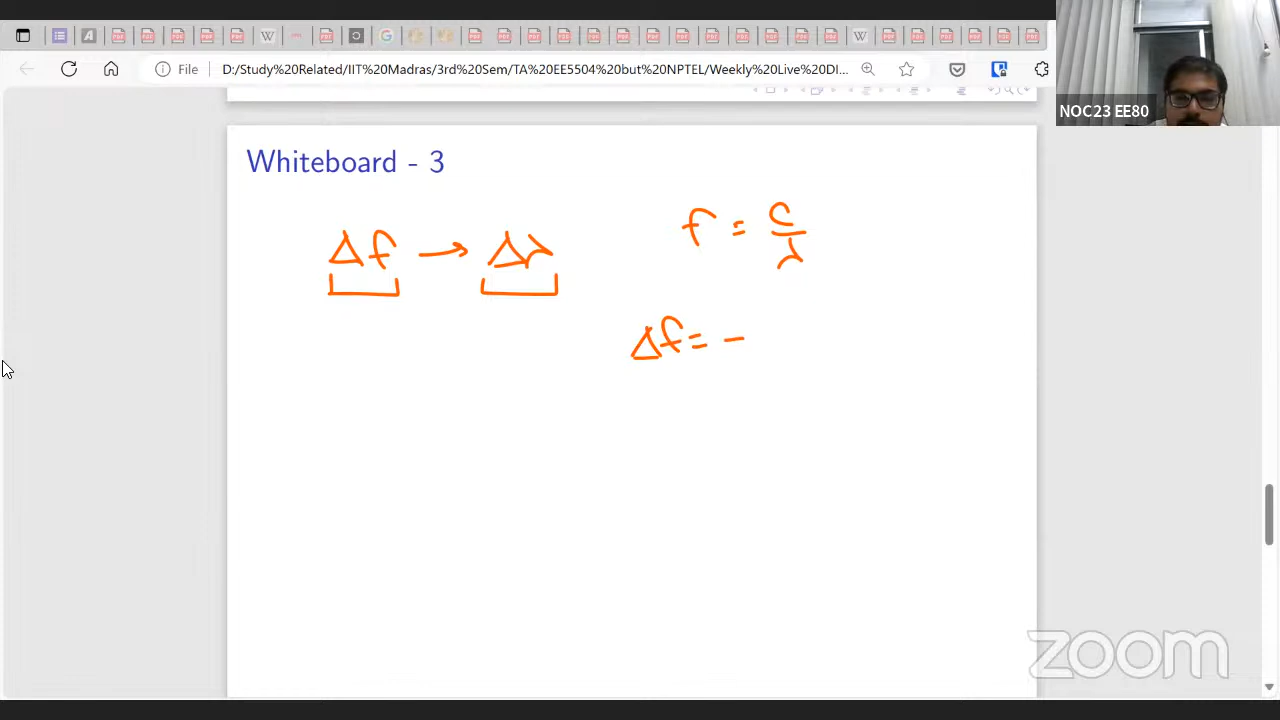 File D:/Study%20Related/IIT%20Madras/3rd%20Sem/TA%20EE5504%20but%20NPTEL/Weekly%20Live%20DI...
NOC23 EE80
Whiteboard - 3
Δf → Δλ
f = c/λ
Δf = -
zoom